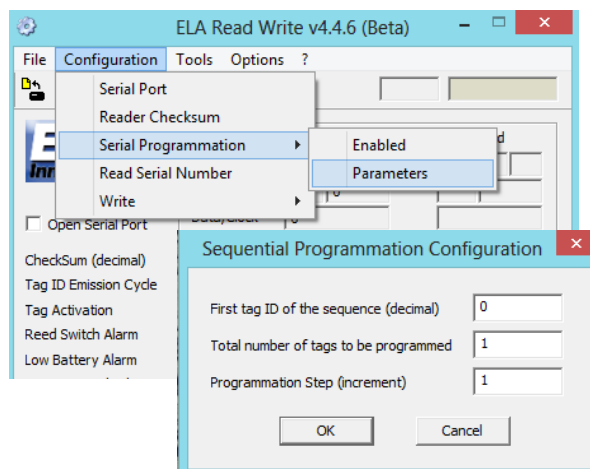 ELA Read Write v4.4.6 (Beta)
File Configuration Tools Options ?
Serial Port
Reader Checksum
Serial Programmation
Enabled
Read Serial Number
Parameters
Write
Open Serial Port
Data/Clock 0
CheckSum (decimal)
Tag ID Emission Cycle
Tag Activation
Reed Switch Alarm
Low Battery Alarm
Sequential Programmation Configuration
First tag ID of the sequence (decimal) 0
Total number of tags to be programmed 1
Programmation Step (increment) 1
OK Cancel